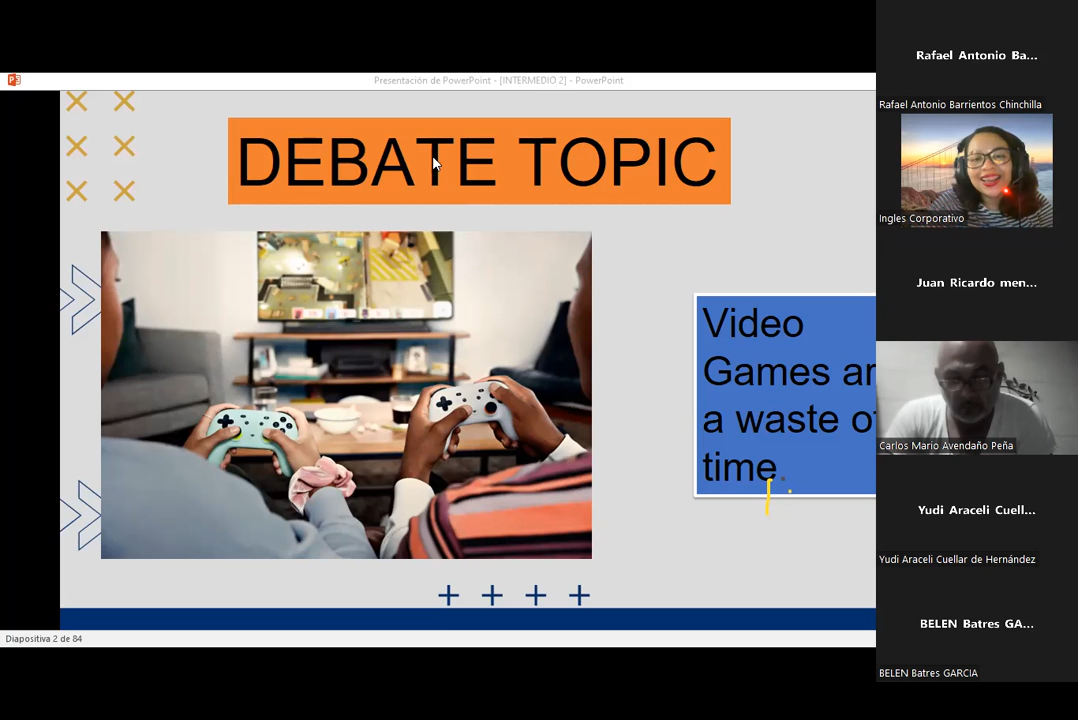 Presentación de PowerPoint - [INTERMEDIO 2] - PowerPoint
DEBATE TOPIC
Video
Games ar
a waste of
time.
Diapositiva 2 de 84
Rafael Antonio Ba...
Rafael Antonio Barrientos Chinchilla
Ingles Corporativo
Juan Ricardo men...
Carlos Mario Avendaño Peña
Yudi Araceli Cuell...
Yudi Araceli Cuellar de Hernández
BELEN Batres GA...
BELEN Batres GARCIA